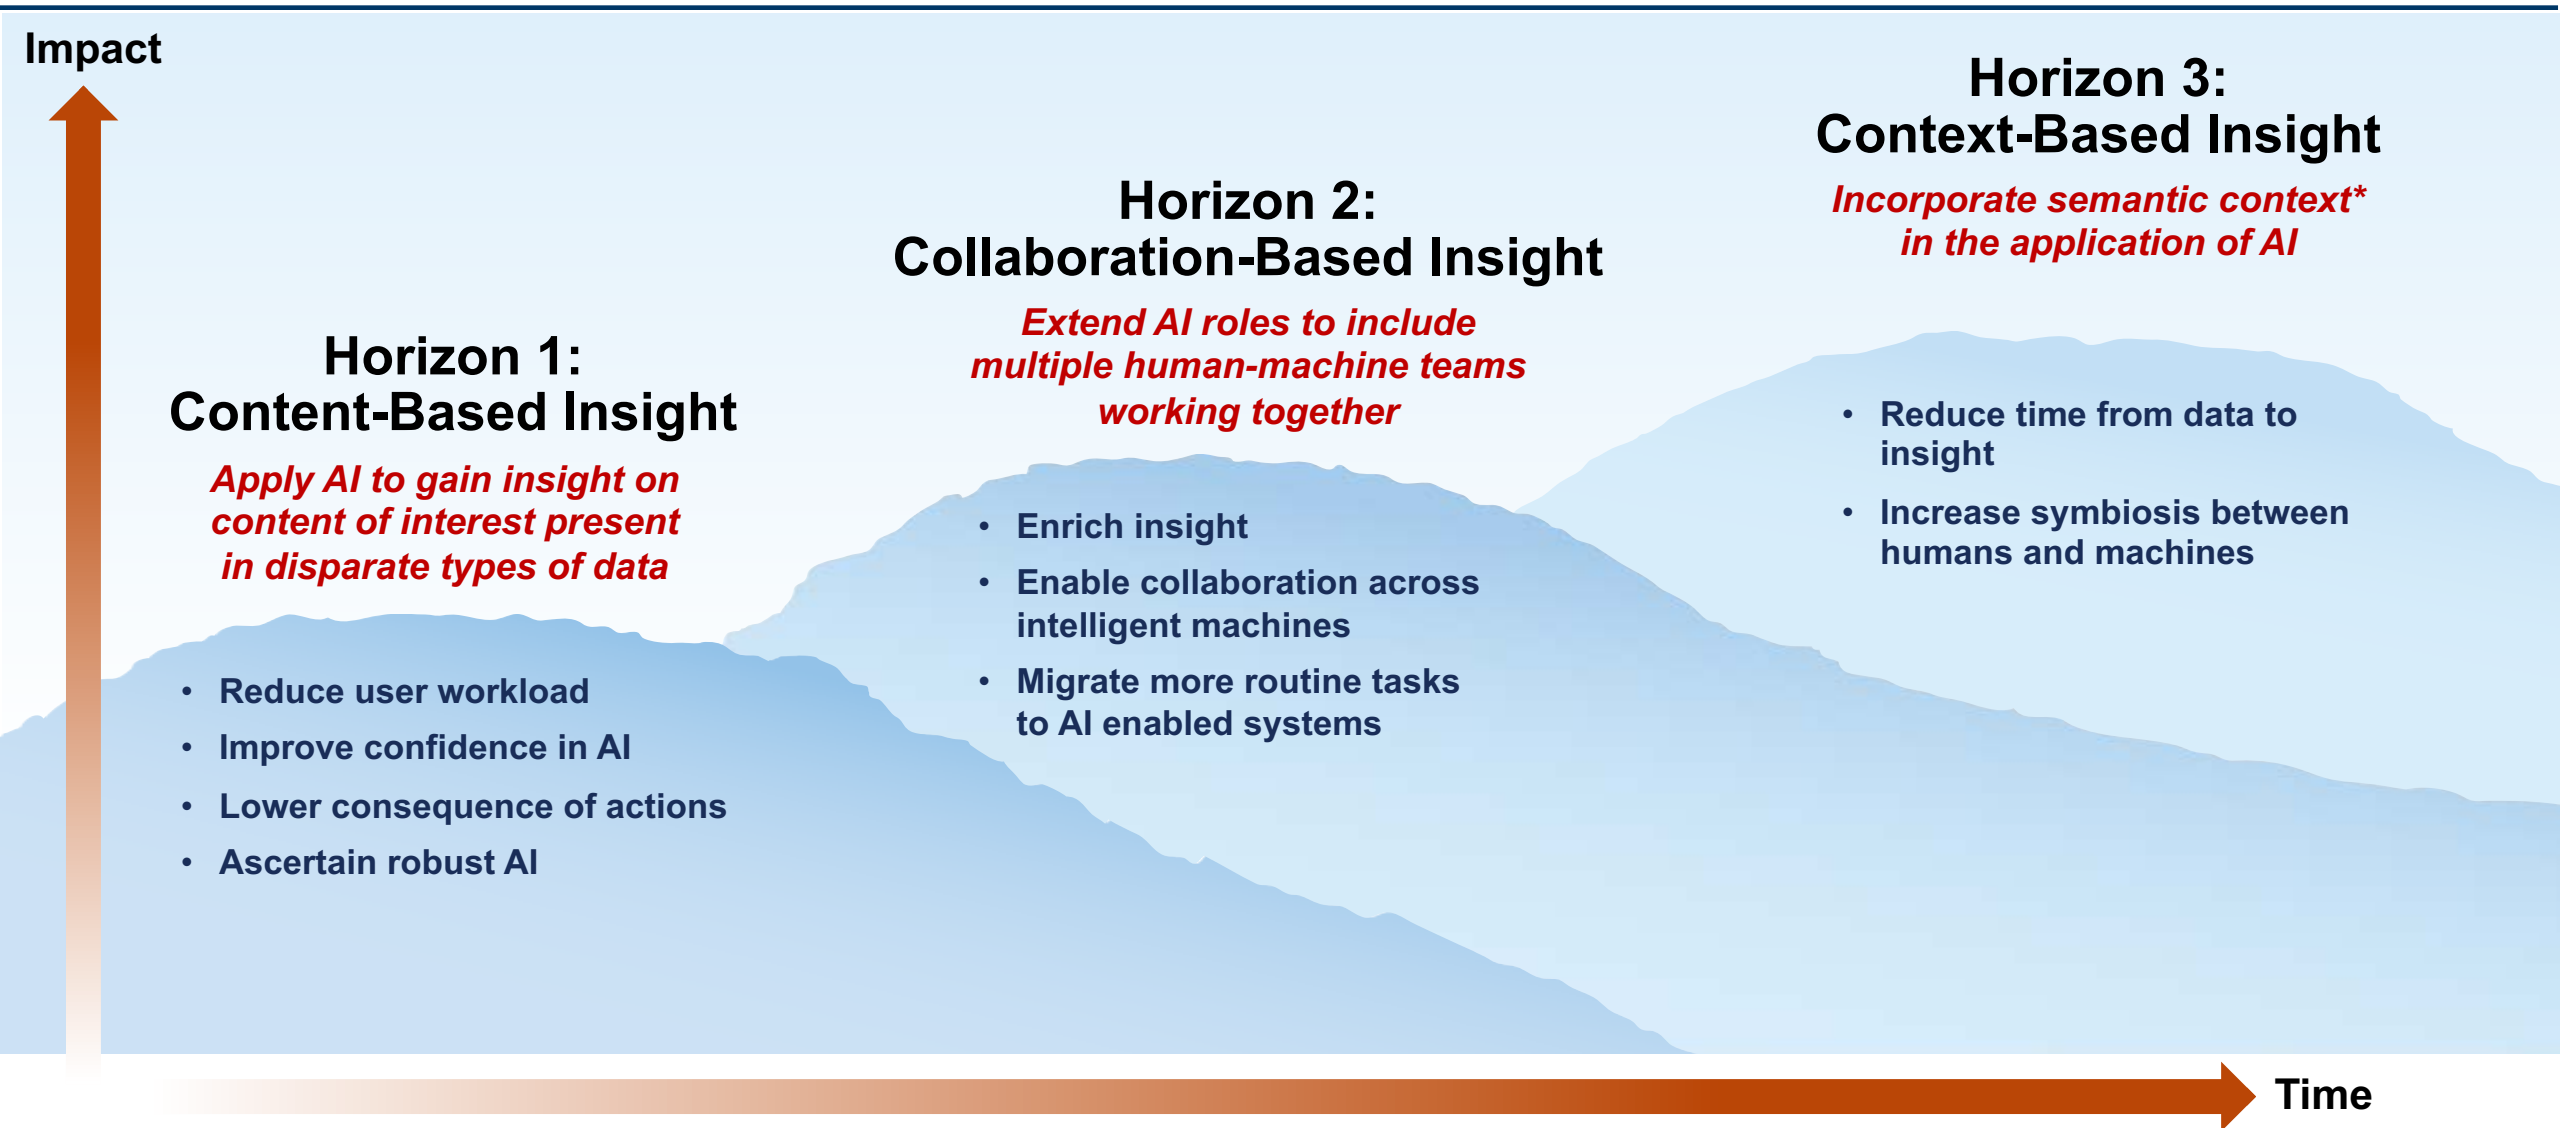 Impact
Horizon 1:
Content-Based Insight
Apply AI to gain insight on
content of interest present
in disparate types of data
• Reduce user workload
• Improve confidence in AI
• Lower consequence of actions
• Ascertain robust AI
Horizon 2:
Collaboration-Based Insight
Extend AI roles to include
multiple human-machine teams
working together
• Enrich insight
• Enable collaboration across
intelligent machines
• Migrate more routine tasks
to AI enabled systems
Horizon 3:
Context-Based Insight
Incorporate semantic context*
in the application of AI
• Reduce time from data to
insight
• Increase symbiosis between
humans and machines
Time